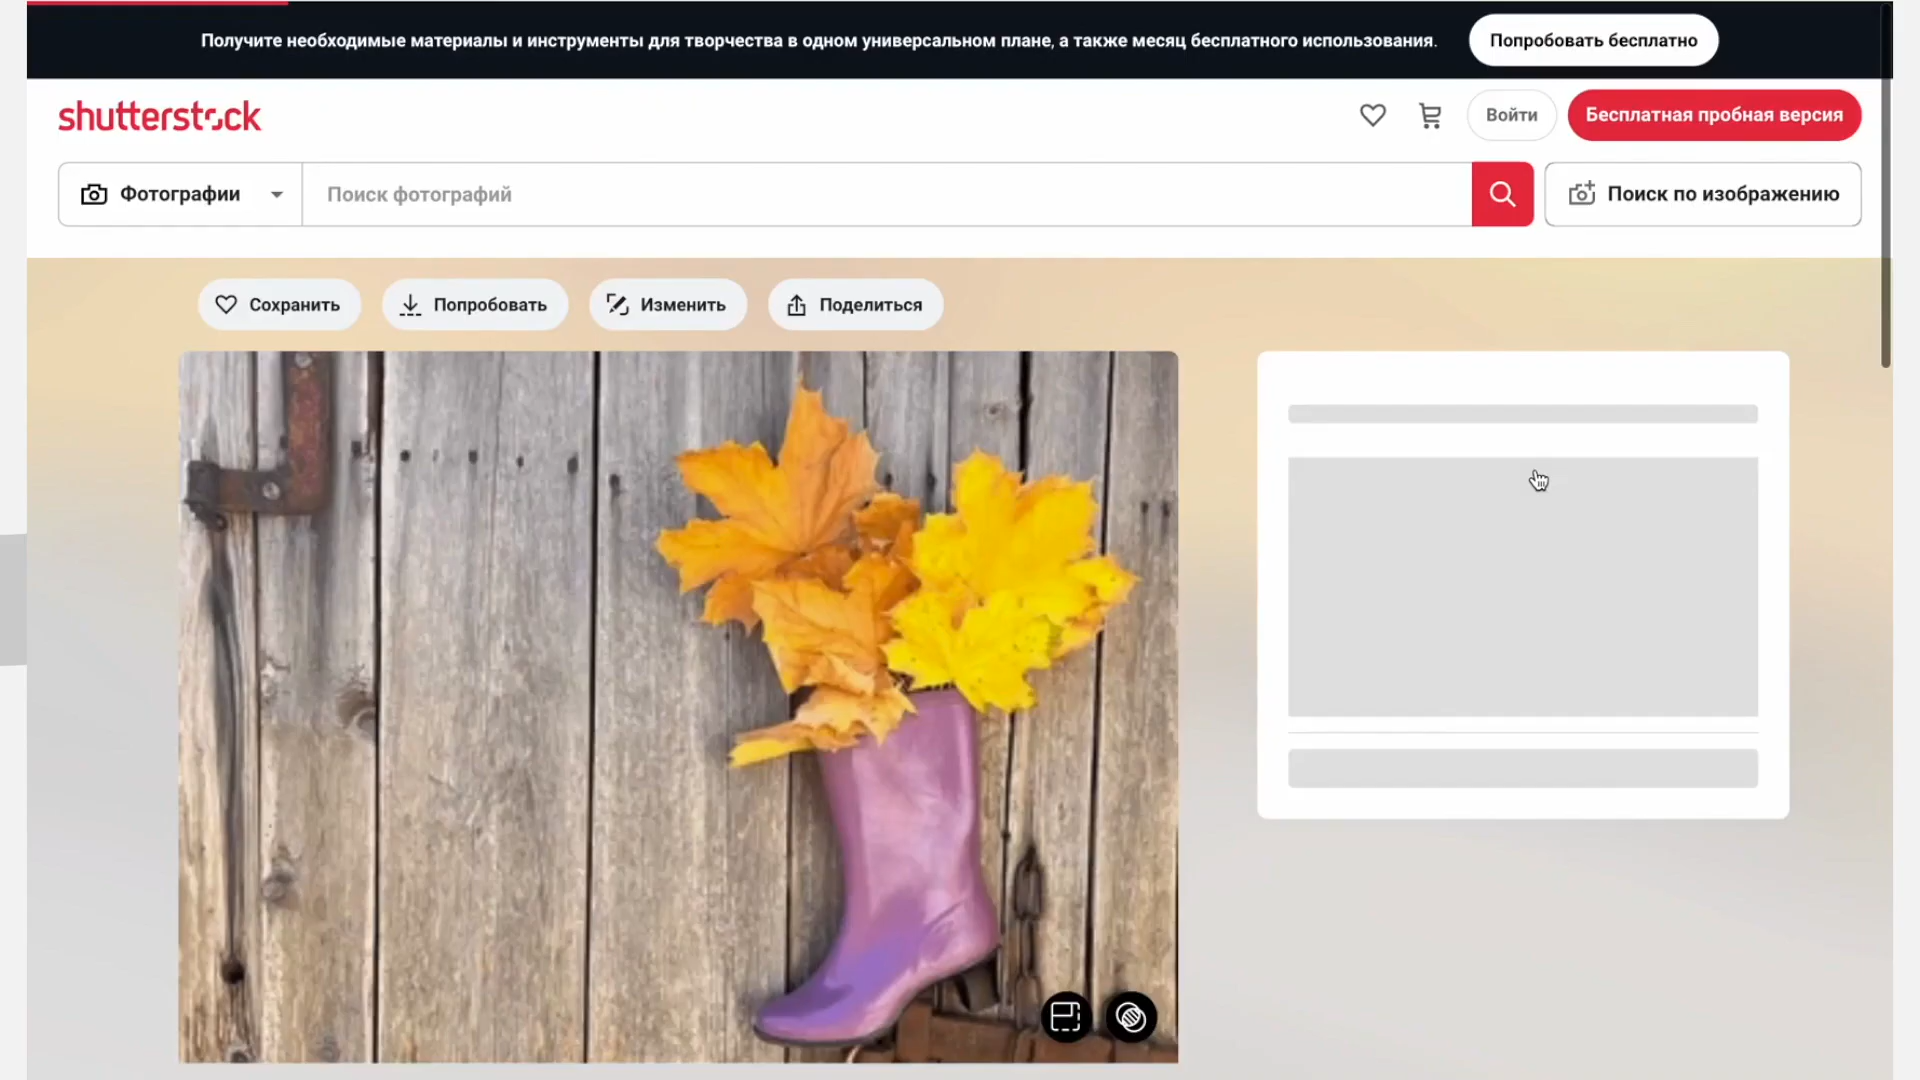 Получите необходимые материалы и инструменты для творчества в одном универсальном плане, а также месяц бесплатного использования.
Попробовать бесплатно
shutterstock
Войти
Бесплатная пробная версия
Фотографии
Поиск фотографий
Поиск по изображению
Сохранить
Попробовать
Изменить
Поделиться